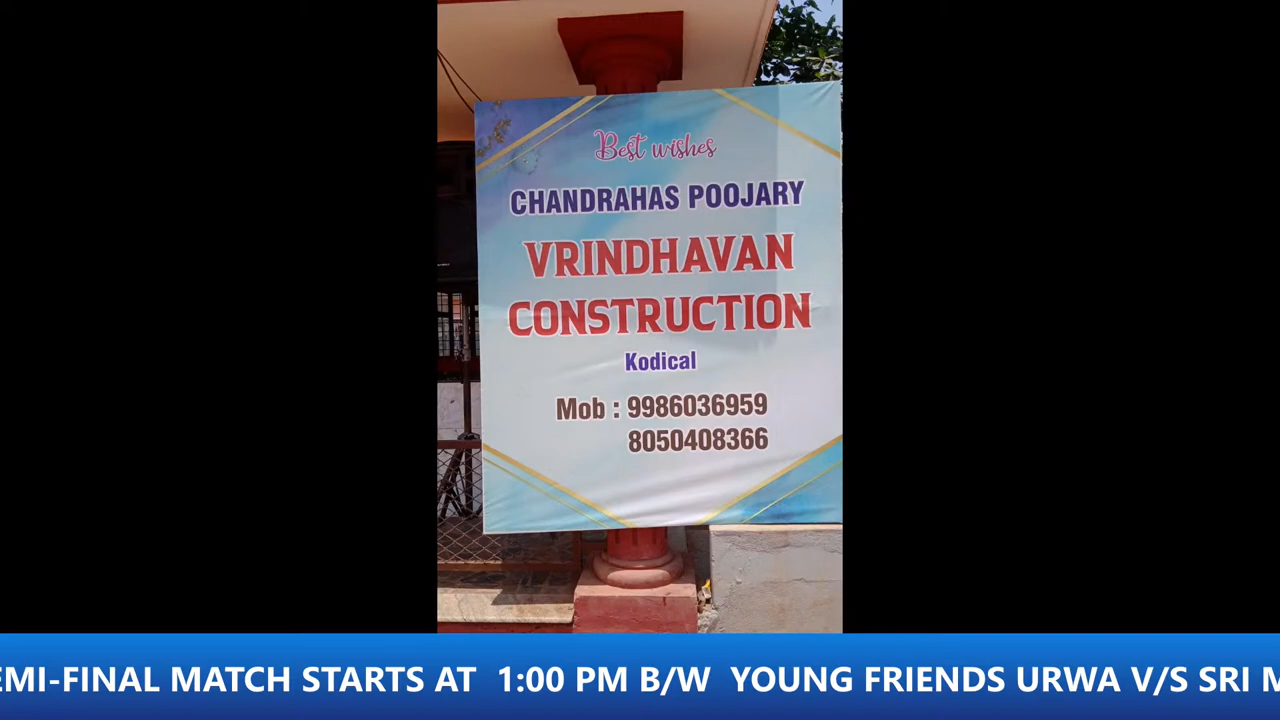 Best wishes
CHANDRAHAS POOJARY
VRINDHAVAN
CONSTRUCTION
Kodical
Mob : 9986036959
8050408366
EMI-FINAL MATCH STARTS AT 1:00 PM B/W YOUNG FRIENDS URWA V/S SRI M